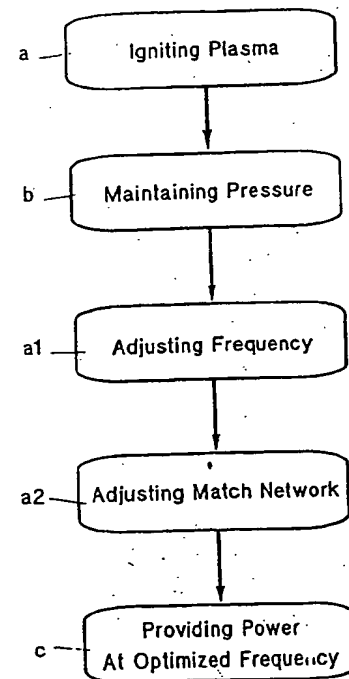 a
Igniting Plasma
b
Maintaining Pressure
a1
Adjusting Frequency
a2
Adjusting Match Network
c
Providing Power
At Optimized Frequency